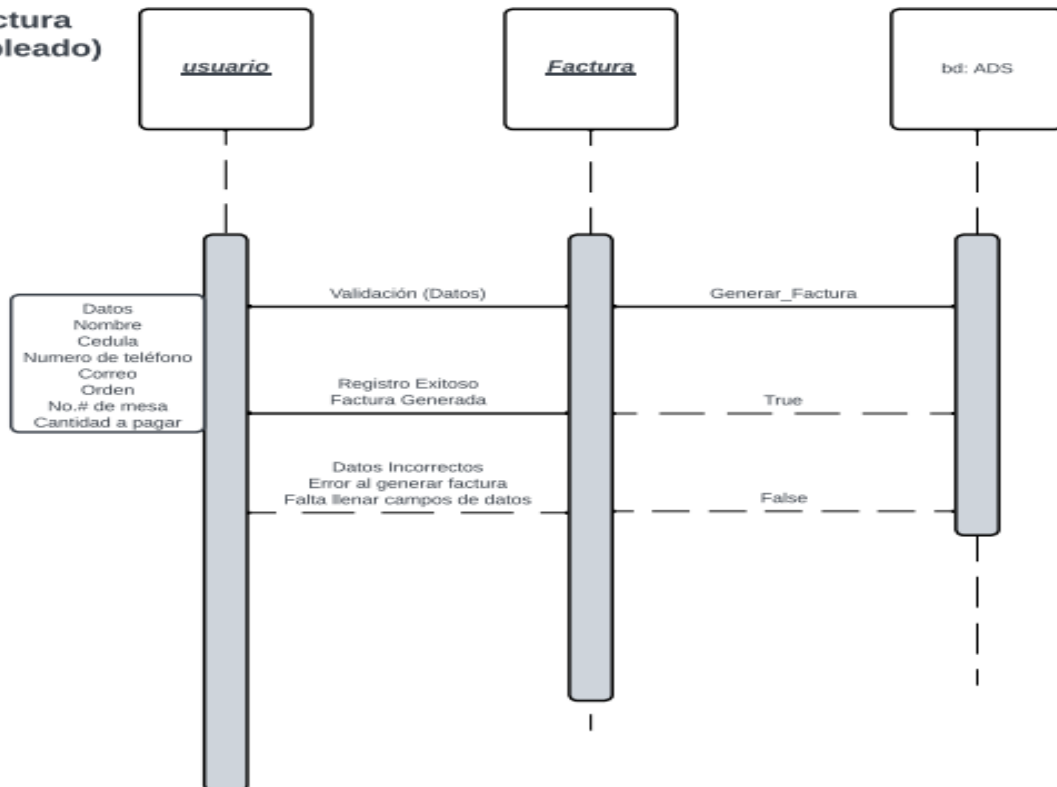 ctura
leado)
usuario
Factura
bd: ADS
Validación (Datos)
Generar_Factura
Datos
Nombre
Cedula
Numero de teléfono
Correo
Orden
No.# de mesa
Cantidad a pagar
Registro Exitoso
Factura Generada
True
Datos Incorrectos
Error al generar factura
Falta llenar campos de datos
False